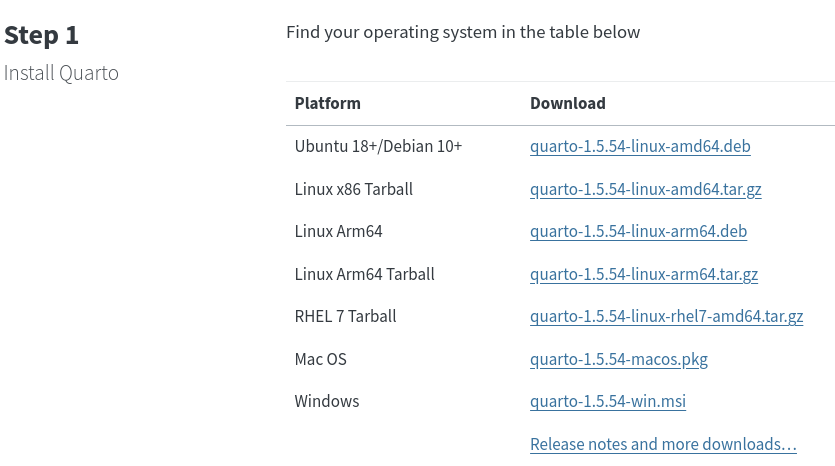 Step 1
Install Quarto
Find your operating system in the table below
Platform Download
Ubuntu 18+/Debian 10+ quarto-1.5.54-linux-amd64.deb
Linux x86 Tarball quarto-1.5.54-linux-amd64.tar.gz
Linux Arm64 quarto-1.5.54-linux-arm64.deb
Linux Arm64 Tarball quarto-1.5.54-linux-arm64.tar.gz
RHEL 7 Tarball quarto-1.5.54-linux-rhel7-amd64.tar.gz
Mac OS quarto-1.5.54-macos.pkg
Windows quarto-1.5.54-win.msi
Release notes and more downloads…